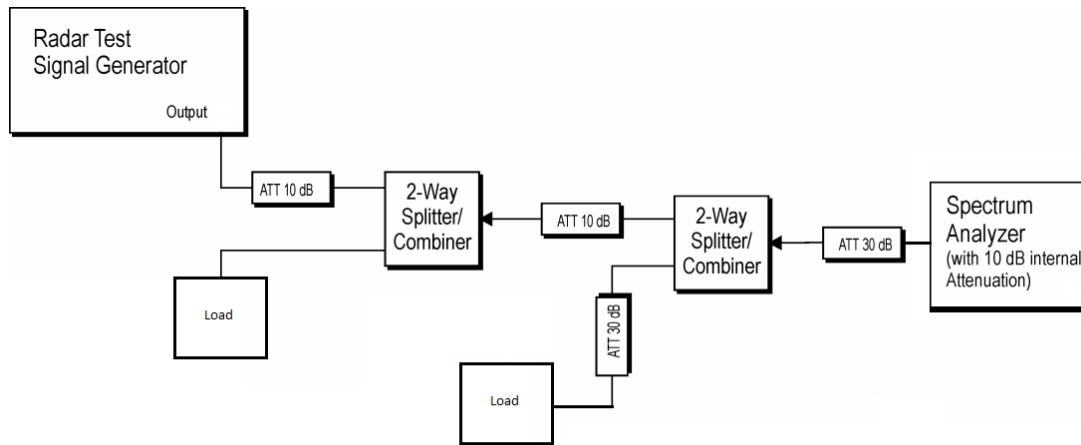 Radar Test
Signal Generator
Output
ATT 10 dB
2-Way
Splitter/
Combiner
ATT 10 dB
2-Way
Splitter/
Combiner
ATT 30 dB
Spectrum
Analyzer
(with 10 dB internal
Attenuation)
Load
ATT 30 dB
Load